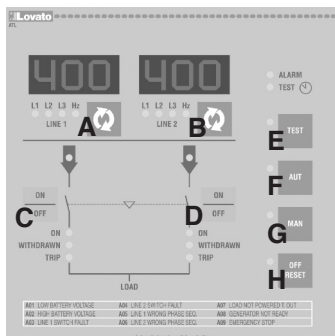 Lovato
ATL
400 400
ALARM
TEST
L1 L2 L3 Hz L1 L2 L3 Hz
LINE 1 A LINE 2 B
TEST
E
AUT
F
ON ON
C OFF D OFF
MAN
G
ON ON
WITHDRAWN WITHDRAWN
TRIP TRIP
OFF
RESET
H
LOAD
A01 LOW BATTERY VOLTAGE A04 LINE 2 SWITCH FAULT A07 LOAD NOT POWERED T. OUT
A02 HIGH BATTERY VOLTAGE A05 LINE 1 WRONG PHASE SEQ. A08 GENERATOR NOT READY
A03 LINE 1 SWITCH FAULT A06 LINE 2 WRONG PHASE SEQ. A09 EMERGENCY STOP